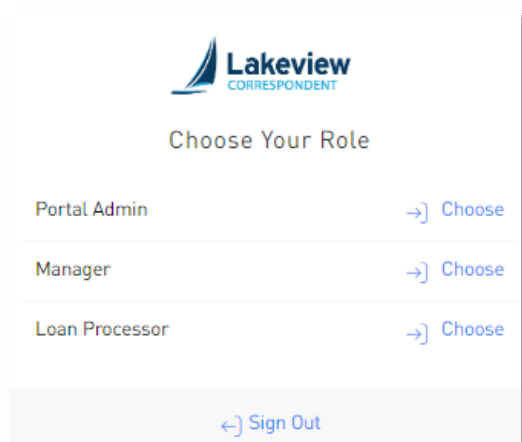 Lakeview
CORRESPONDENT
Choose Your Role
Portal Admin Choose
Manager Choose
Loan Processor Choose
Sign Out